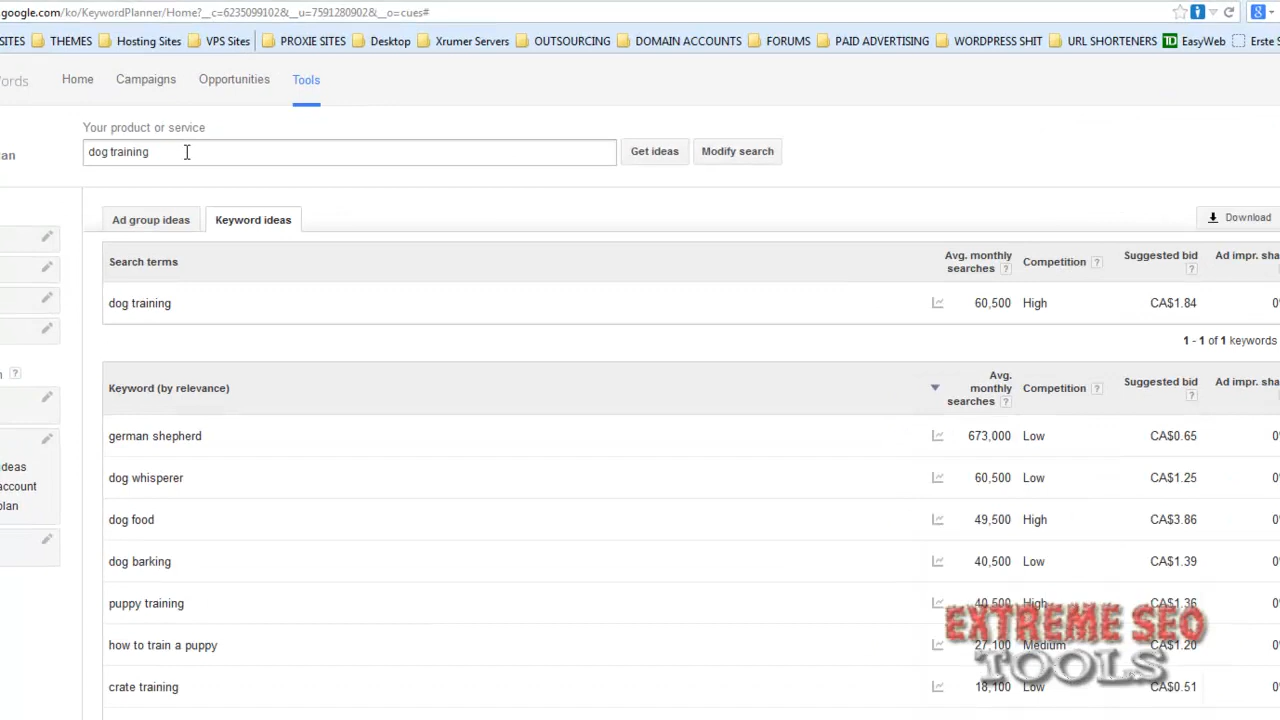 google.com/ko/KeywordPlanner/Home?__c=6235099102&__u=7591280902&__o=cues#
SITES THEMES Hosting Sites VPS Sites PROXIE SITES Desktop Xrumer Servers OUTSOURCING DOMAIN ACCOUNTS FORUMS PAID ADVERTISING WORDPRESS SHIT URL SHORTENERS TD EasyWeb Erste S
ords Home Campaigns Opportunities Tools
Your product or service
an dog training Get ideas Modify search
Ad group ideas Keyword ideas Download
Search terms Avg. monthly searches ? Competition ? Suggested bid ? Ad impr. sha
dog training 60,500 High CA$1.84 0
1 - 1 of 1 keywords
Keyword (by relevance) Avg. monthly searches ? Competition ? Suggested bid ? Ad impr. sha
german shepherd 673,000 Low CA$0.65 0
deas
dog whisperer 60,500 Low CA$1.25 0
account
plan
dog food 49,500 High CA$3.86 0
dog barking 40,500 Low CA$1.39 0
puppy training 40,500 High CA$1.36 0
how to train a puppy 27,100 Medium CA$1.20 0
crate training 18,100 Low CA$0.51 0
EXTREME SEO
TOOLS